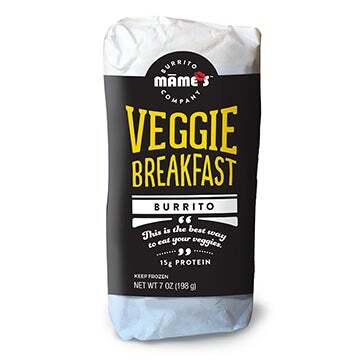 BURRITO
MĀME'S
COMPANY
VEGGIE
BREAKFAST
BURRITO
“
This is the best way
to eat your veggies.
”
15g PROTEIN
KEEP FROZEN
NET WT 7 OZ (198 g)